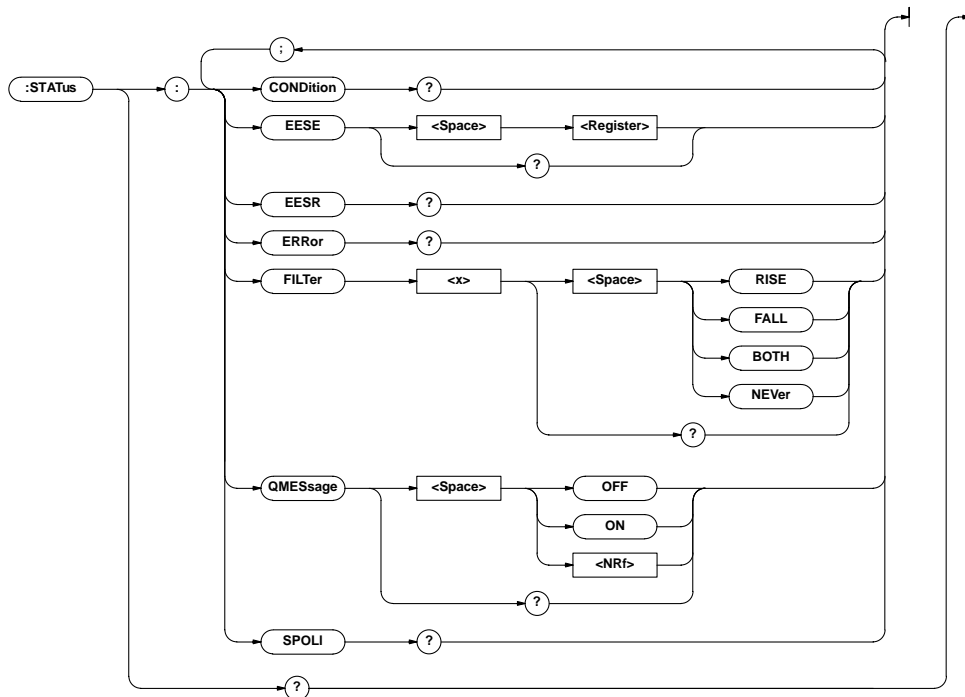 ;
:STATus
:
CONDition
?
EESE
<Space>
<Register>
?
EESR
?
ERRor
?
FILTer
<x>
<Space>
RISE
FALL
BOTH
NEVer
?
QMESsage
<Space>
OFF
ON
<NRf>
?
SPOLl
?
?